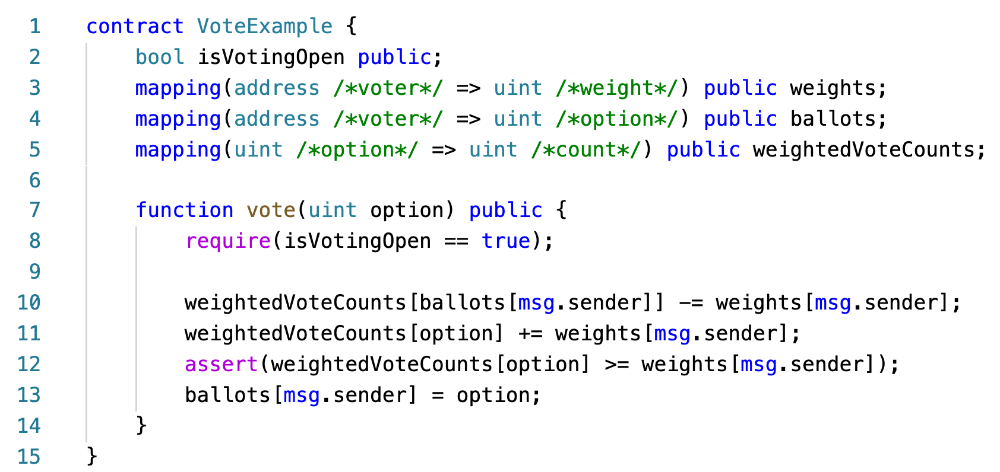 1 contract VoteExample {
2 bool isVotingOpen public;
3 mapping(address /*voter*/ => uint /*weight*/) public weights;
4 mapping(address /*voter*/ => uint /*option*/) public ballots;
5 mapping(uint /*option*/ => uint /*count*/) public weightedVoteCounts;
6
7 function vote(uint option) public {
8 require(isVotingOpen == true);
9
10 weightedVoteCounts[ballots[msg.sender]] -= weights[msg.sender];
11 weightedVoteCounts[option] += weights[msg.sender];
12 assert(weightedVoteCounts[option] >= weights[msg.sender]);
13 ballots[msg.sender] = option;
14 }
15 }